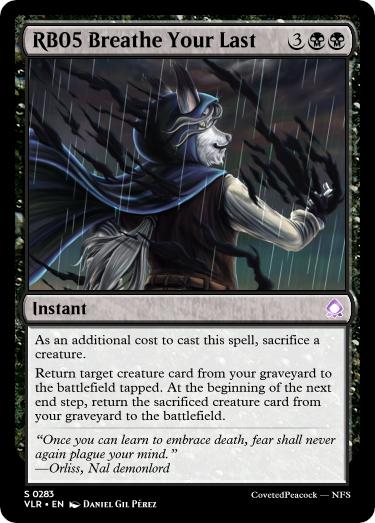 RB05 Breathe Your Last 3
Instant
As an additional cost to cast this spell, sacrifice a
creature.
Return target creature card from your graveyard to
the battlefield tapped. At the beginning of the next
end step, return the sacrificed creature card from
your graveyard to the battlefield.
“Once you can learn to embrace death, fear shall never
again plague your mind.”
—Orliss, Nal demonlord
S 0283
VLR • EN Daniel Gil Pérez CovetedPeacock — NFS